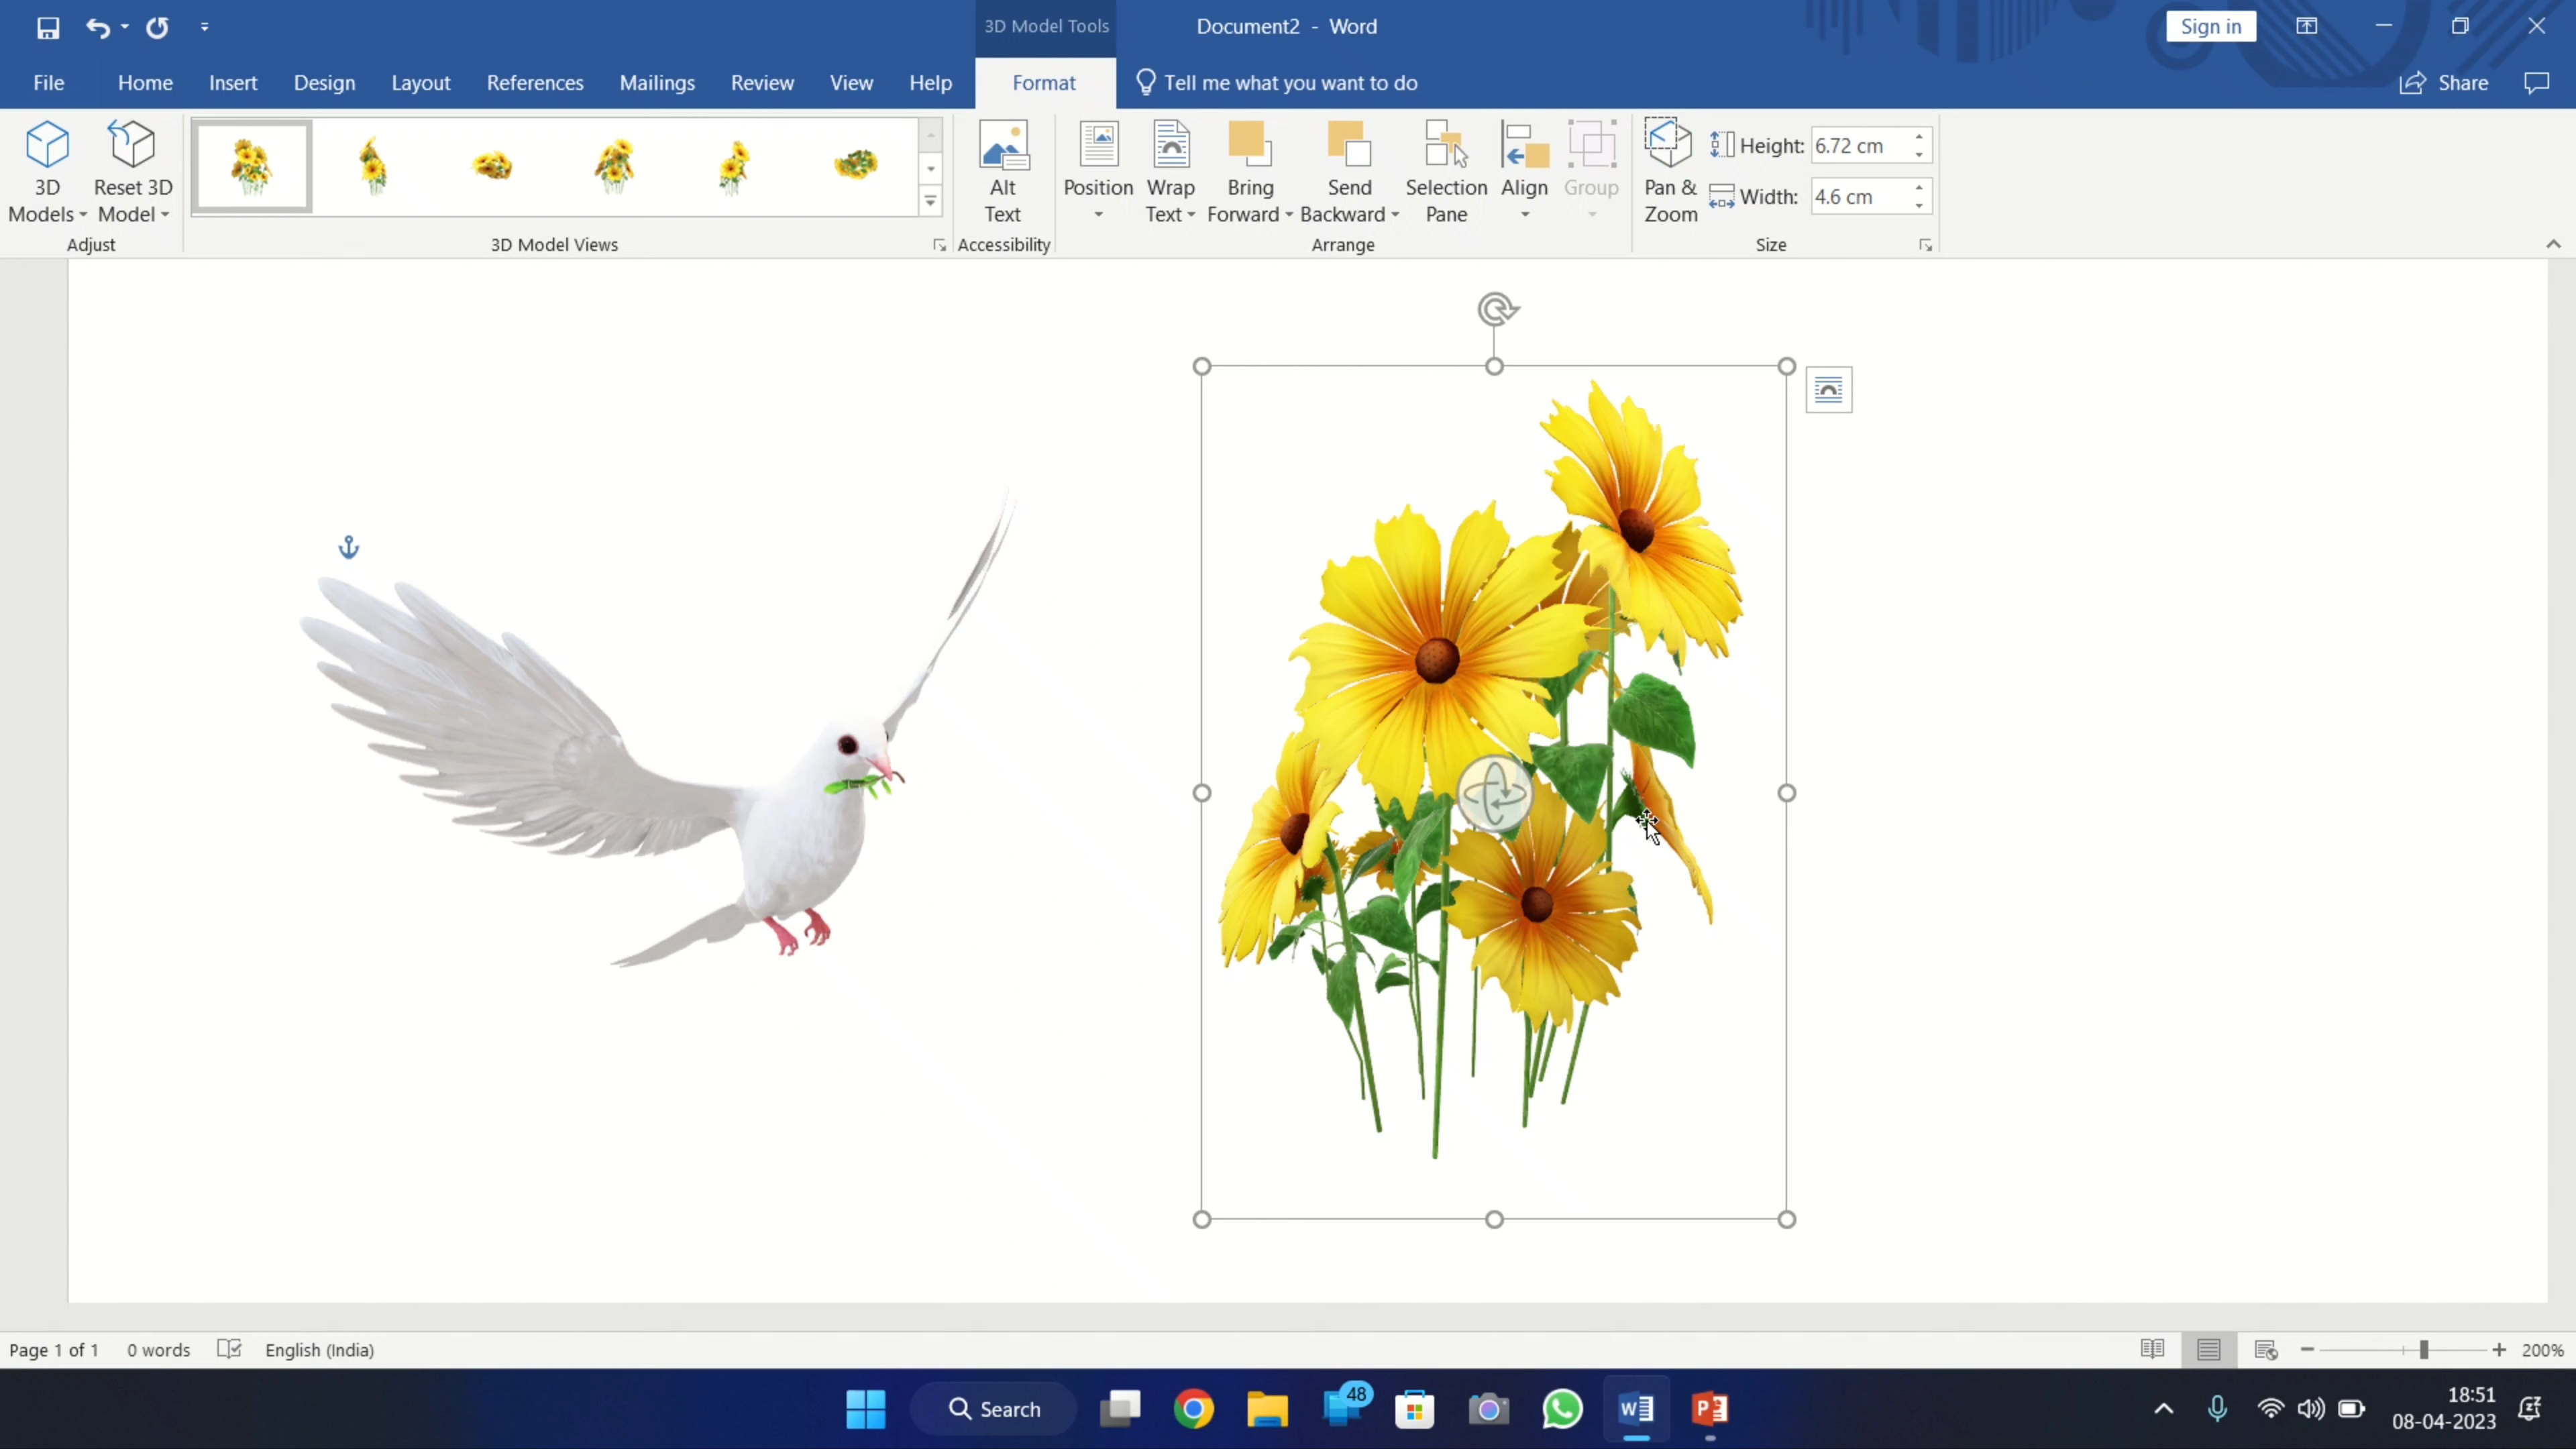 3D Model Tools
Document2 - Word
Sign in
File Home Insert Design Layout References Mailings Review View Help Format Tell me what you want to do Share
3D Models
Reset 3D Model
Adjust
3D Model Views
Alt Text
Accessibility
Position
Wrap Text
Bring Forward
Send Backward
Selection Pane
Align
Group
Arrange
Pan & Zoom
Height: 6.72 cm
Width: 4.6 cm
Size
Page 1 of 1 0 words English (India) 200%
Search
48
18:51
08-04-2023